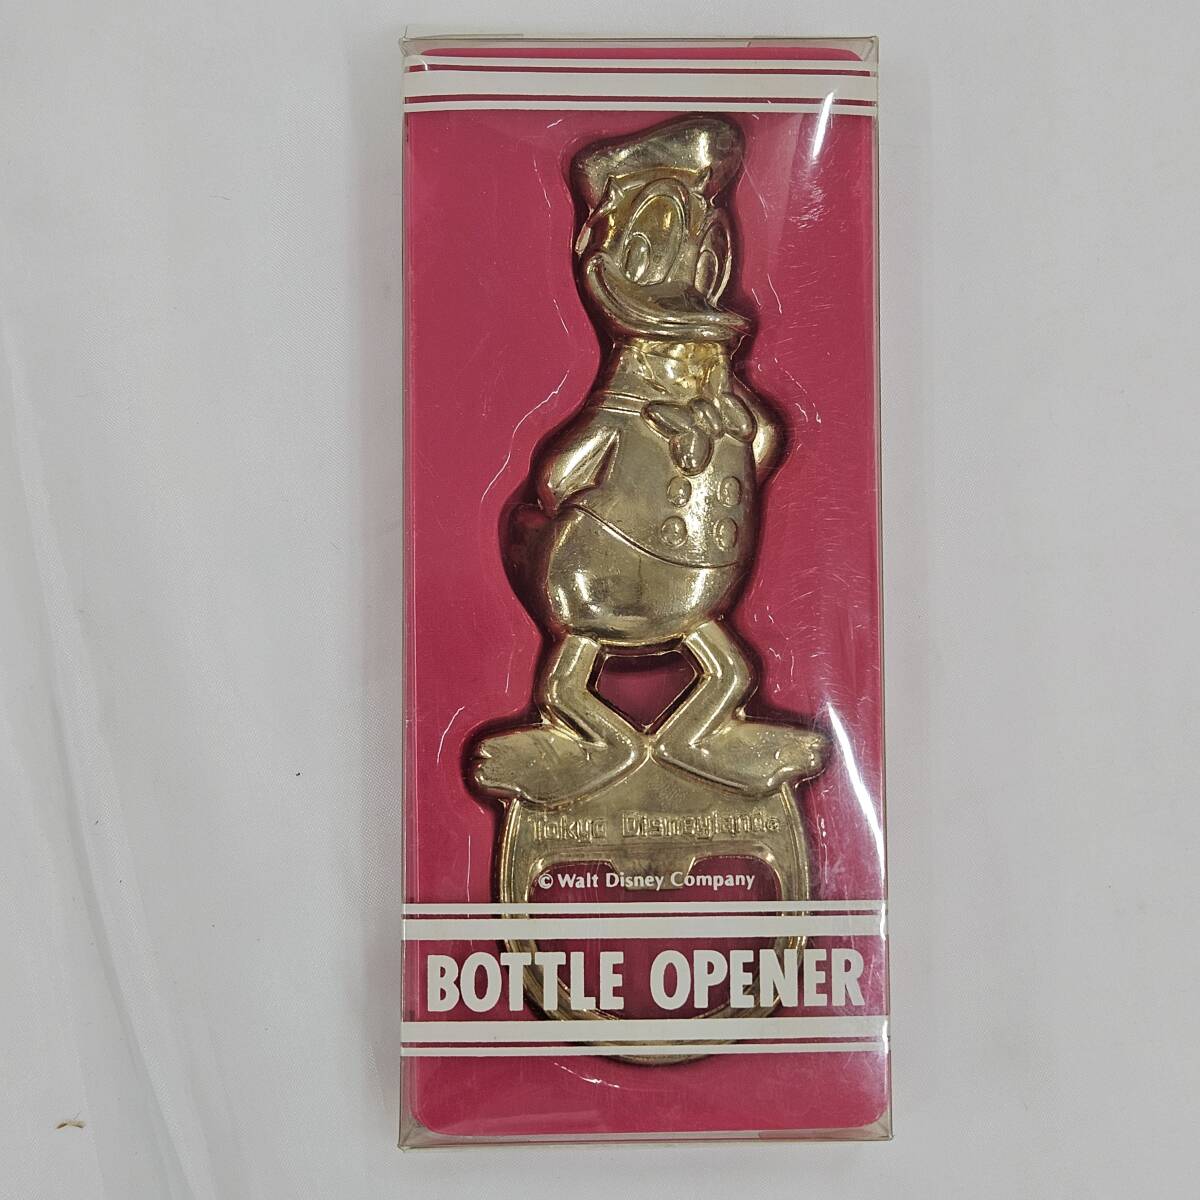 Tokyo Disneyland®
© Walt Disney Company
BOTTLE OPENER